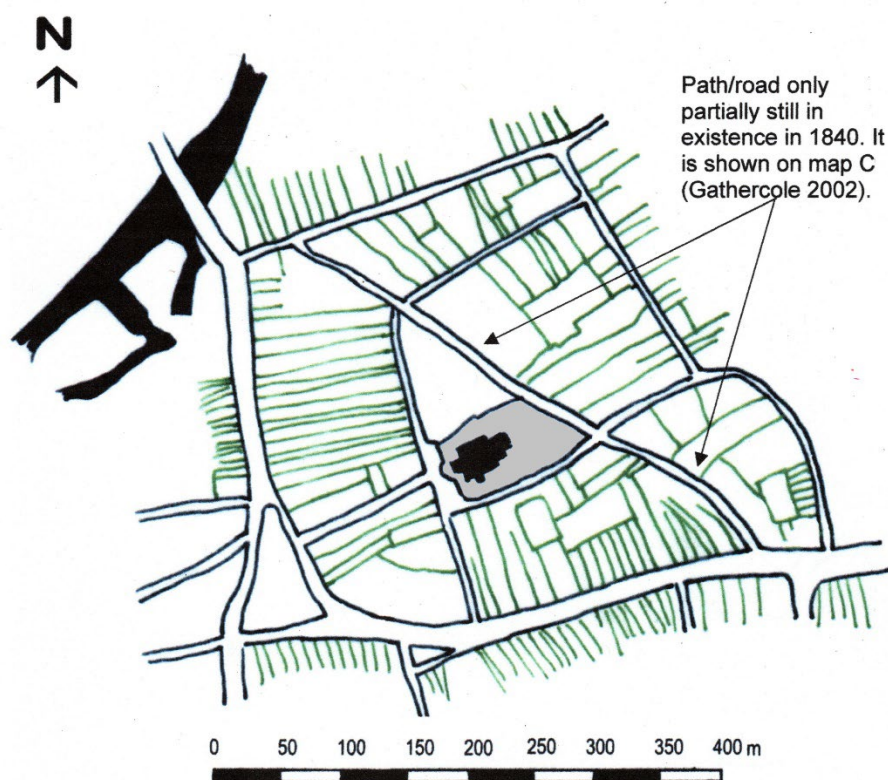 N
Path/road only
partially still in
existence in 1840. It
is shown on map C
(Gathercole 2002).
0 50 100 150 200 250 300 350 400 m